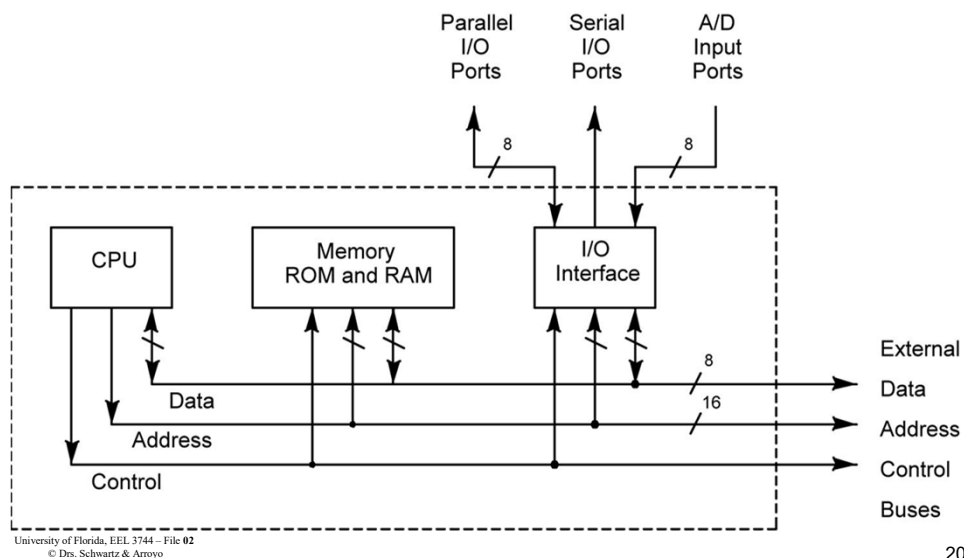 Parallel
I/O
Ports
Serial
I/O
Ports
A/D
Input
Ports
8
8
CPU
Memory
ROM and RAM
I/O
Interface
External
8
Data
Data
16
Address
Address
Control
Control
Buses
University of Florida, EEL 3744 – File 02
© Drs. Schwartz & Arroyo
20